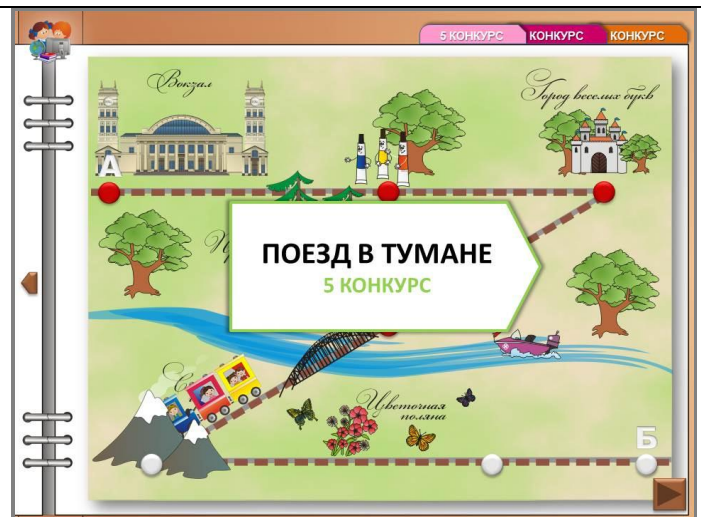 5 КОНКУРС КОНКУРС КОНКУРС
Вокзал
Город веселых букв
А
ПОЕЗД В ТУМАНЕ
5 КОНКУРС
Цветочная
поляна
Б